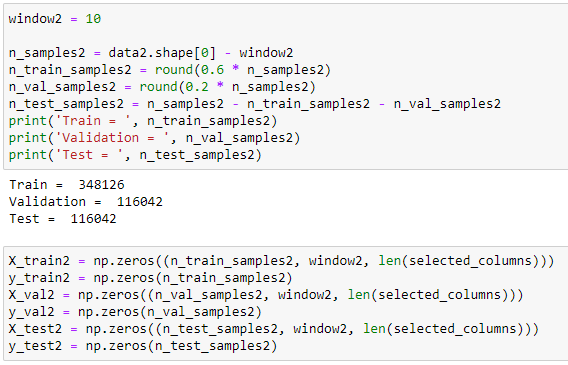 window2 = 10
n_samples2 = data2.shape[0] - window2
n_train_samples2 = round(0.6 * n_samples2)
n_val_samples2 = round(0.2 * n_samples2)
n_test_samples2 = n_samples2 - n_train_samples2 - n_val_samples2
print('Train = ', n_train_samples2)
print('Validation = ', n_val_samples2)
print('Test = ', n_test_samples2)
Train =  348126
Validation =  116042
Test =  116042
X_train2 = np.zeros((n_train_samples2, window2, len(selected_columns)))
y_train2 = np.zeros(n_train_samples2)
X_val2 = np.zeros((n_val_samples2, window2, len(selected_columns)))
y_val2 = np.zeros(n_val_samples2)
X_test2 = np.zeros((n_test_samples2, window2, len(selected_columns)))
y_test2 = np.zeros(n_test_samples2)